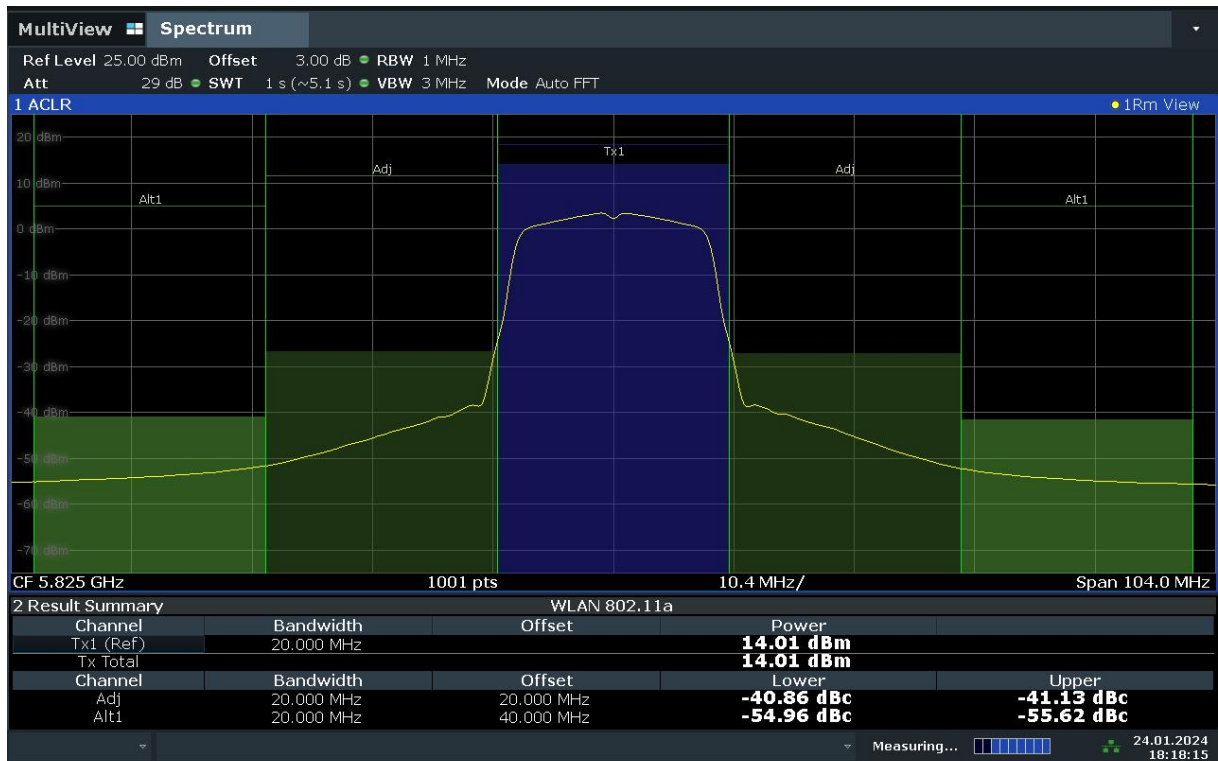 MultiView Spectrum
Ref Level 25.00 dBm Offset 3.00 dB RBW 1 MHz
Att 29 dB SWT 1 s (~5.1 s) VBW 3 MHz Mode Auto FFT
1 ACLR 1Rm View
20 dBm
Tx1
Adj Adj
10 dBm
Alt1 Alt1
0 dBm
-10 dBm
-20 dBm
-30 dBm
-40 dBm
-50 dBm
-60 dBm
-70 dBm
CF 5.825 GHz 1001 pts 10.4 MHz/ Span 104.0 MHz
2 Result Summary WLAN 802.11a
Channel Bandwidth Offset Power
Tx1 (Ref) 20.000 MHz 14.01 dBm
Tx Total 14.01 dBm
Channel Bandwidth Offset Lower Upper
Adj 20.000 MHz 20.000 MHz -40.86 dBc -41.13 dBc
Alt1 20.000 MHz 40.000 MHz -54.96 dBc -55.62 dBc
Measuring... 24.01.2024
18:18:15